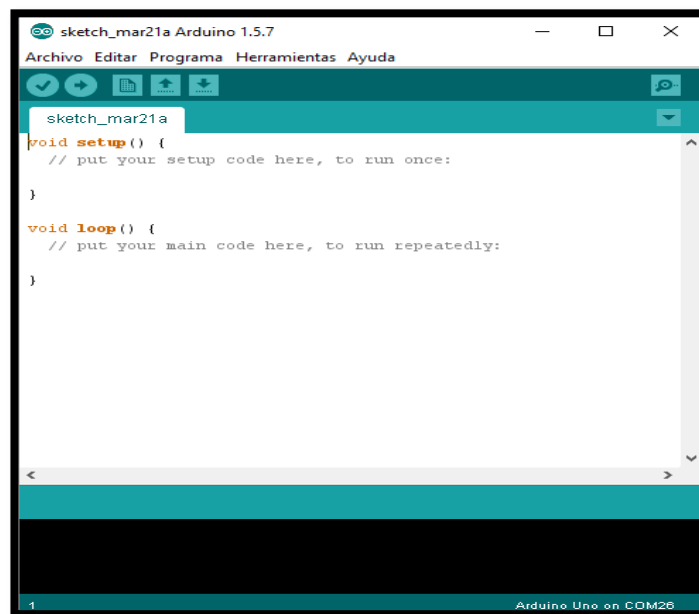 sketch_mar21a Arduino 1.5.7
Archivo Editar Programa Herramientas Ayuda
sketch_mar21a
void setup() {
// put your setup code here, to run once:
}
void loop() {
// put your main code here, to run repeatedly:
}
1 Arduino Uno on COM26